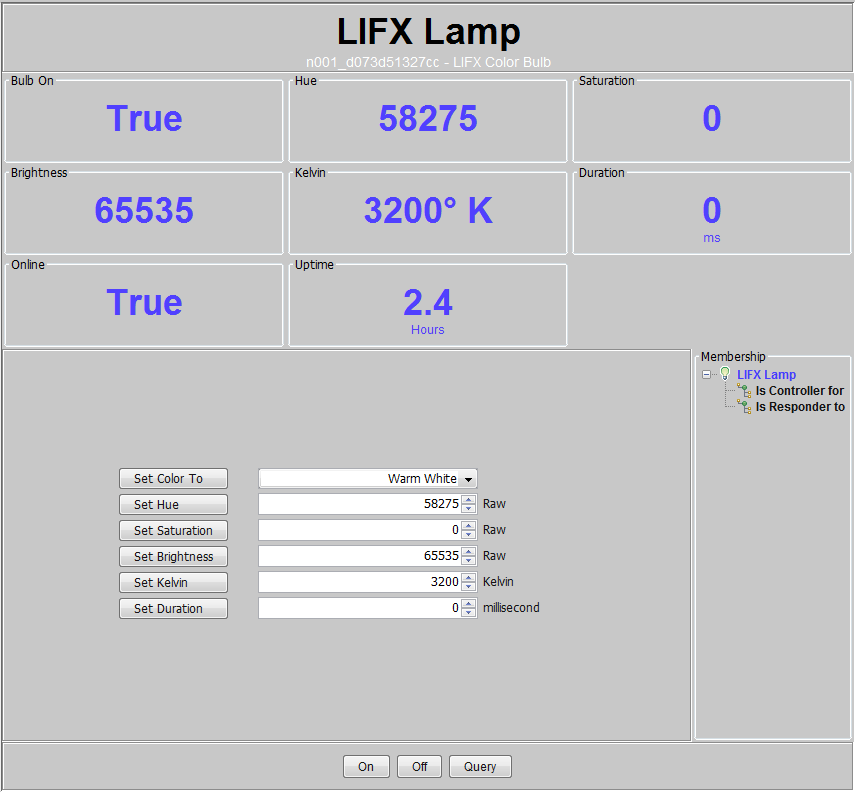 LIFX Lamp
n001_d073d51327cc - LIFX Color Bulb
Bulb On
True
Hue
58275
Saturation
0
Brightness
65535
Kelvin
3200° K
Duration
0
ms
Online
True
Uptime
2.4
Hours
Set Color To Warm White
Set Hue 58275 Raw
Set Saturation 0 Raw
Set Brightness 65535 Raw
Set Kelvin 3200 Kelvin
Set Duration 0 millisecond
Membership
LIFX Lamp
Is Controller for
Is Responder to
On Off Query